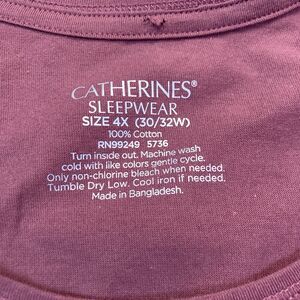 CATHERINES®
SLEEPWEAR
SIZE 4X (30/32W)
100% Cotton
RN99249 5736
Turn inside out. Machine wash
cold with like colors gentle cycle.
Only non-chlorine bleach when needed.
Tumble Dry Low. Cool iron if needed.
Made in Bangladesh.